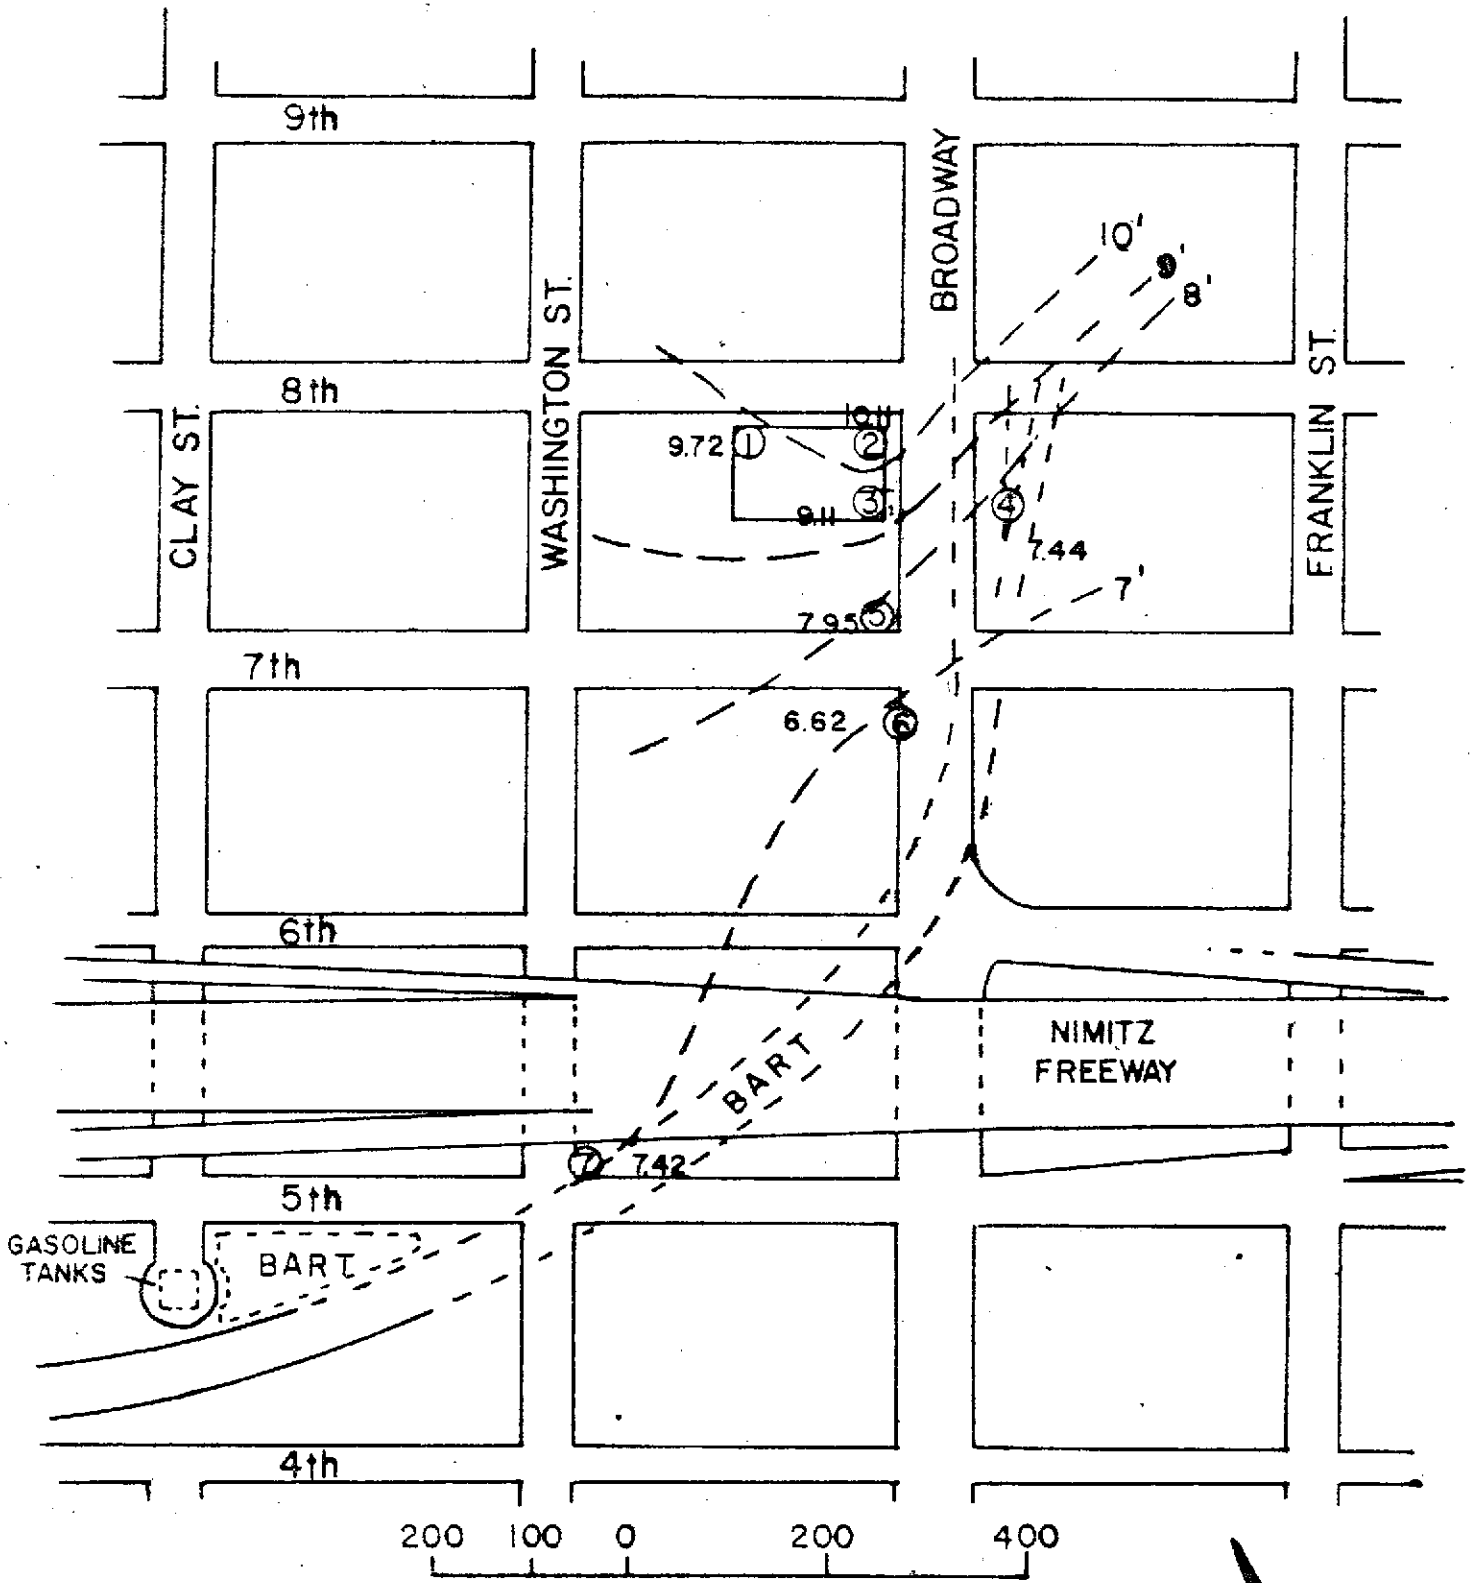 9th
BROADWAY
10'
9'
8'
WASHINGTON ST.
8th
FRANKLIN ST.
CLAY ST.
10.11
9.72
1
2
3
9.11
4
7.44
7'
7.95
5
7th
6.62
6
6th
NIMITZ
FREEWAY
BART
7
7.42
5th
GASOLINE
TANKS
BART
4th
200 100 0 200 400